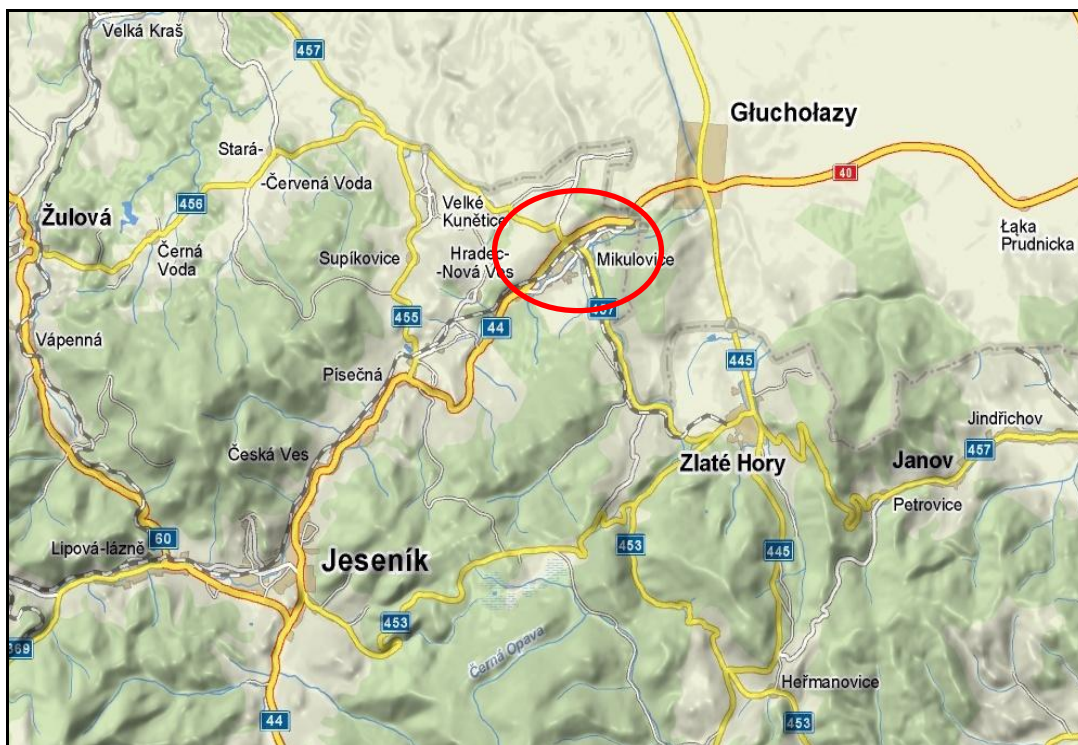 Velká Kraš
457
Głuchołazy
Stará-
-Červená Voda
40
456
Velké
Kunětice
Žulová
Łąka
Prudnicka
Černá
Voda
Supíkovice
Hradec-
-Nová Ves
Mikulovice
457
455
44
Vápenná
445
Písečná
Jindřichov
Česká Ves
Zlaté Hory
Janov
457
Petrovice
60
Lipová-lázně
453
445
Jeseník
453
369
Černá Opava
Heřmanovice
44
453